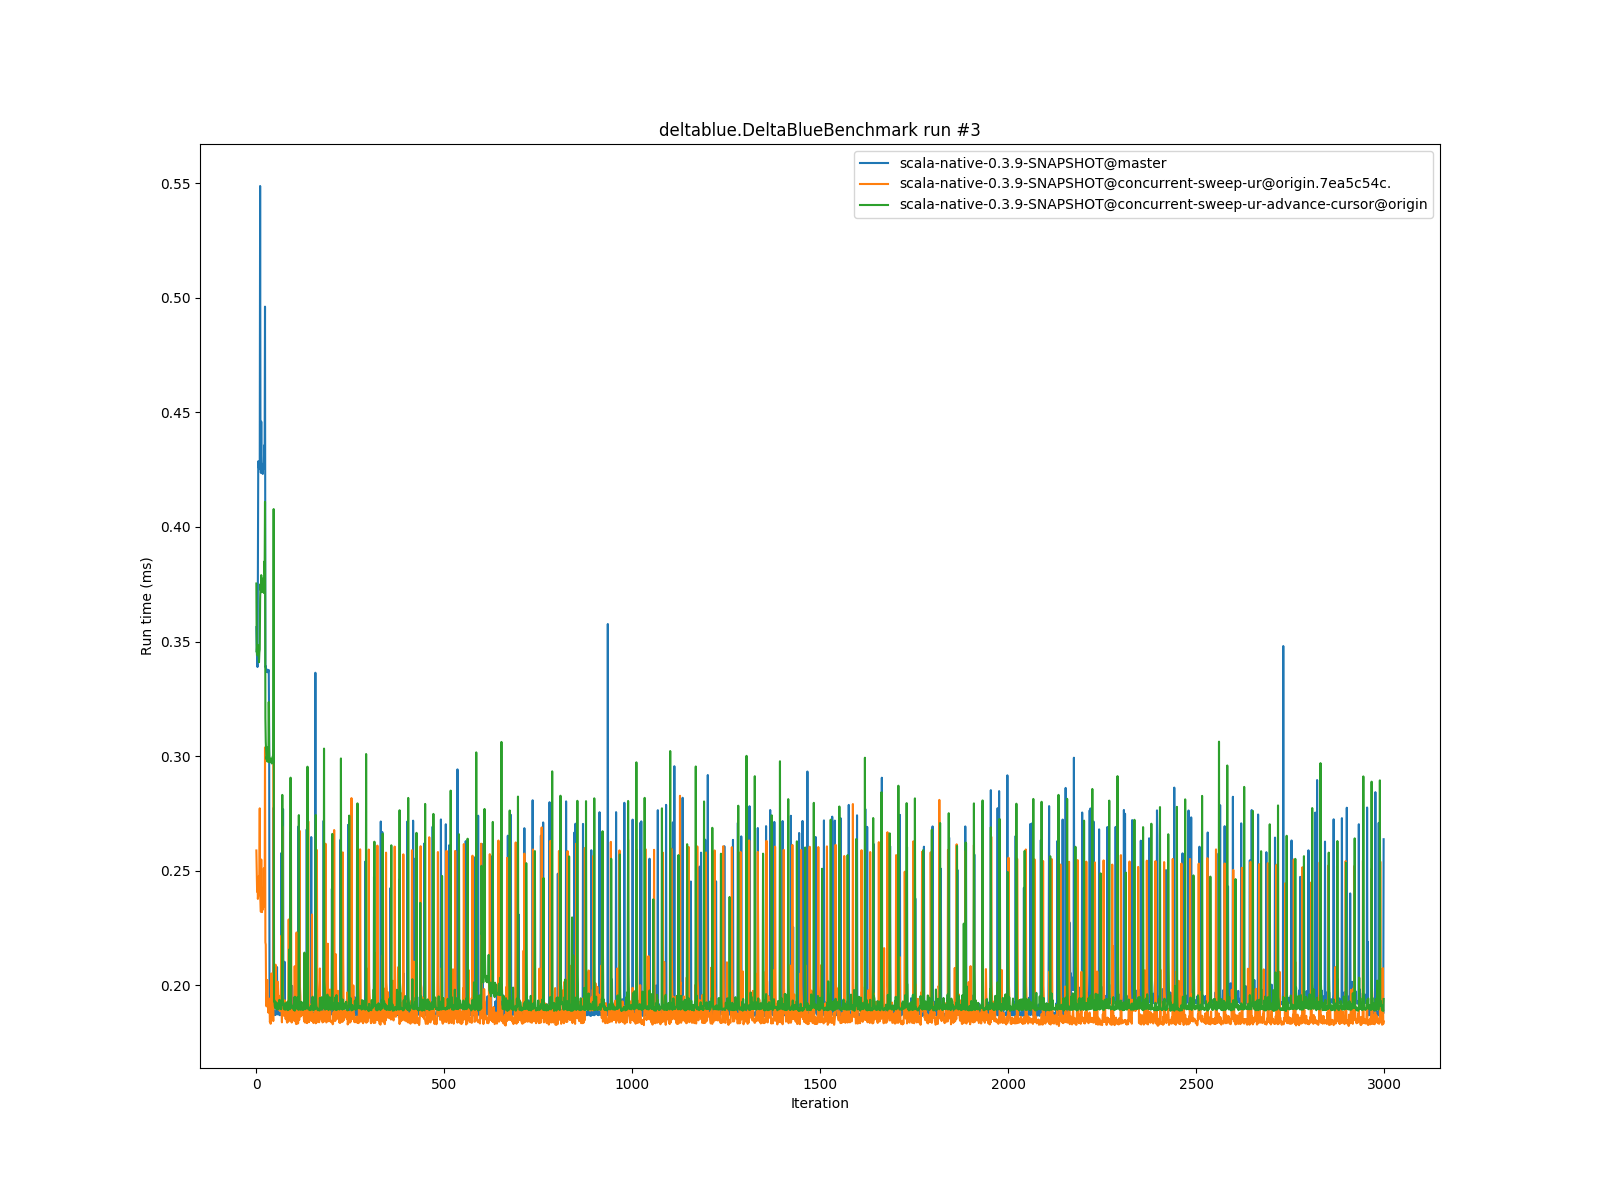 deltablue.DeltaBlueBenchmark run #3
scala-native-0.3.9-SNAPSHOT@master
scala-native-0.3.9-SNAPSHOT@concurrent-sweep-ur@origin.7ea5c54c.
scala-native-0.3.9-SNAPSHOT@concurrent-sweep-ur-advance-cursor@origin
0.55
0.50
0.45
0.40
0.35
0.30
0.25
0.20
Run time (ms)
0
500
1000
1500
2000
2500
3000
Iteration